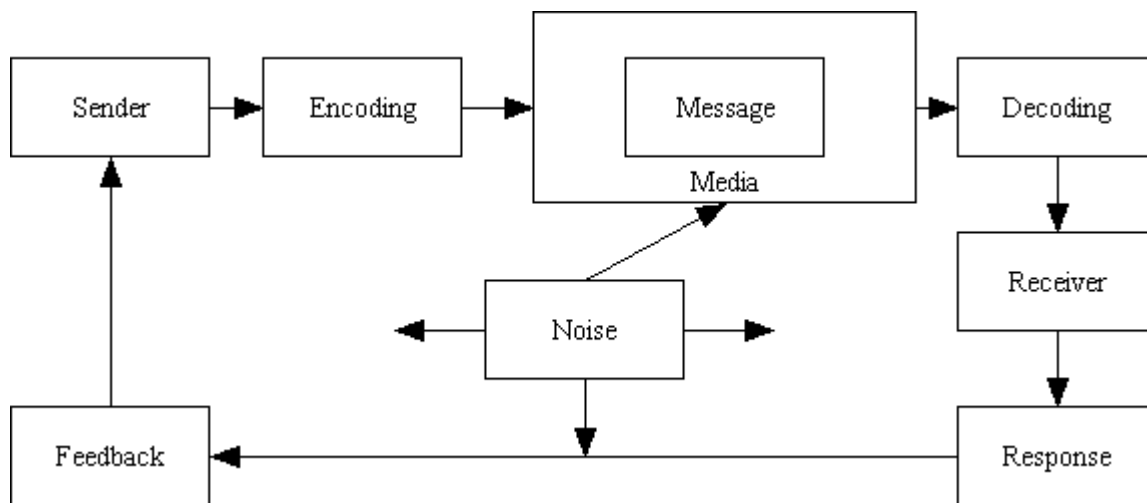 Sender
Encoding
Message
Media
Decoding
Receiver
Noise
Feedback
Response